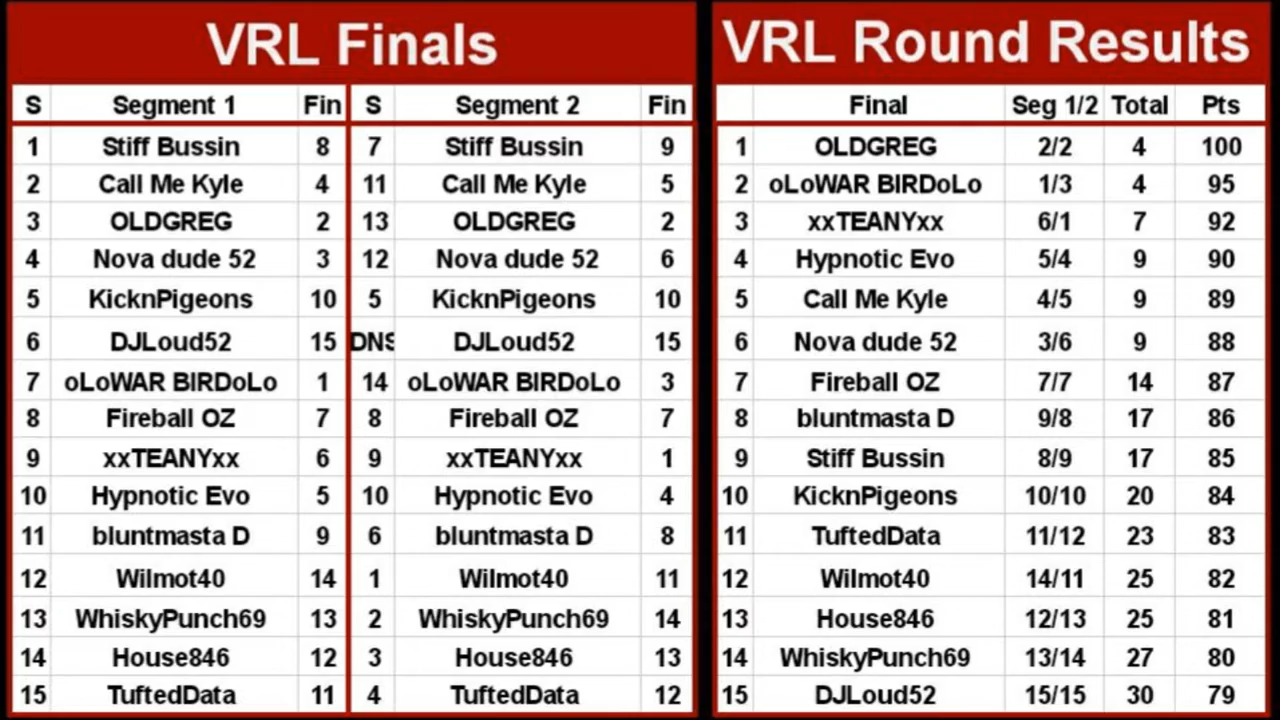 VRL Finals
S Segment 1 Fin S Segment 2 Fin
1 Stiff Bussin 8 7 Stiff Bussin 9
2 Call Me Kyle 4 11 Call Me Kyle 5
3 OLDGREG 2 13 OLDGREG 2
4 Nova dude 52 3 12 Nova dude 52 6
5 KicknPigeons 10 5 KicknPigeons 10
6 DJLoud52 15 DNS DJLoud52 15
7 oLoWAR BIRDoLo 1 14 oLoWAR BIRDoLo 3
8 Fireball OZ 7 8 Fireball OZ 7
9 xxTEANYxx 6 9 xxTEANYxx 1
10 Hypnotic Evo 5 10 Hypnotic Evo 4
11 bluntmasta D 9 6 bluntmasta D 8
12 Wilmot40 14 1 Wilmot40 11
13 WhiskyPunch69 13 2 WhiskyPunch69 14
14 House846 12 3 House846 13
15 TuftedData 11 4 TuftedData 12
VRL Round Results
Final Seg 1/2 Total Pts
1 OLDGREG 2/2 4 100
2 oLoWAR BIRDoLo 1/3 4 95
3 xxTEANYxx 6/1 7 92
4 Hypnotic Evo 5/4 9 90
5 Call Me Kyle 4/5 9 89
6 Nova dude 52 3/6 9 88
7 Fireball OZ 7/7 14 87
8 bluntmasta D 9/8 17 86
9 Stiff Bussin 8/9 17 85
10 KicknPigeons 10/10 20 84
11 TuftedData 11/12 23 83
12 Wilmot40 14/11 25 82
13 House846 12/13 25 81
14 WhiskyPunch69 13/14 27 80
15 DJLoud52 15/15 30 79